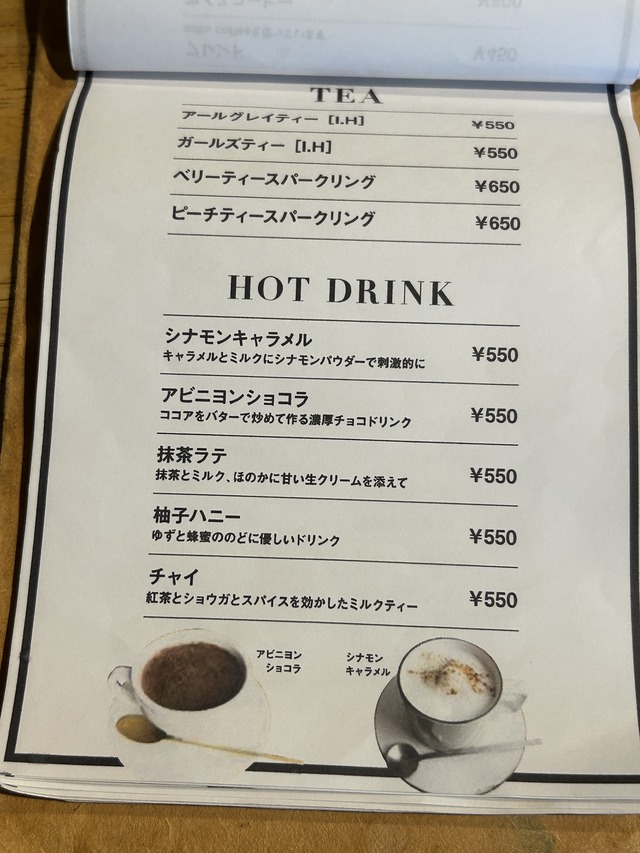 TEA
アールグレイティー [I.H]
¥550
ガールズティー [I.H]
¥550
ベリーティースパークリング
¥650
ピーチティースパークリング
¥650
HOT DRINK
シナモンキャラメル
キャラメルとミルクにシナモンパウダーで刺激的に
¥550
アビニヨンショコラ
ココアをバターで炒めて作る濃厚チョコドリンク
¥550
抹茶ラテ
抹茶とミルク、ほのかに甘い生クリームを添えて
¥550
柚子ハニー
ゆずと蜂蜜ののどに優しいドリンク
¥550
チャイ
紅茶とショウガとスパイスを効かしたミルクティー
¥550
アビニヨン
ショコラ
シナモン
キャラメル